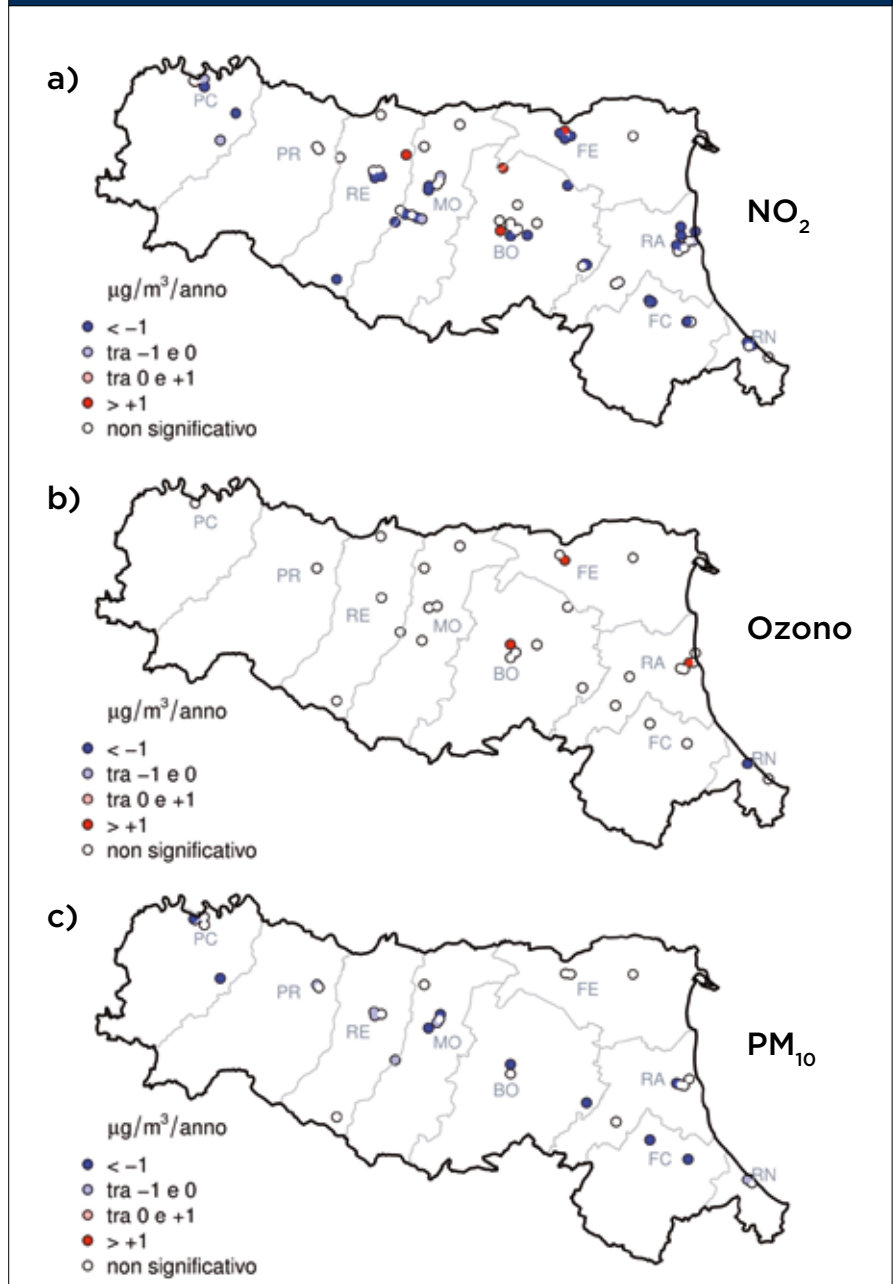 a)
PC
PR
RE
MO
BO
FE
RA
FC
RN
NO₂
μg/m³/anno
< −1
tra −1 e 0
tra 0 e +1
> +1
non significativo
b)
PC
PR
RE
MO
BO
FE
RA
FC
RN
Ozono
μg/m³/anno
< −1
tra −1 e 0
tra 0 e +1
> +1
non significativo
c)
PC
PR
RE
MO
BO
FE
RA
FC
RN
PM₁₀
μg/m³/anno
< −1
tra −1 e 0
tra 0 e +1
> +1
non significativo